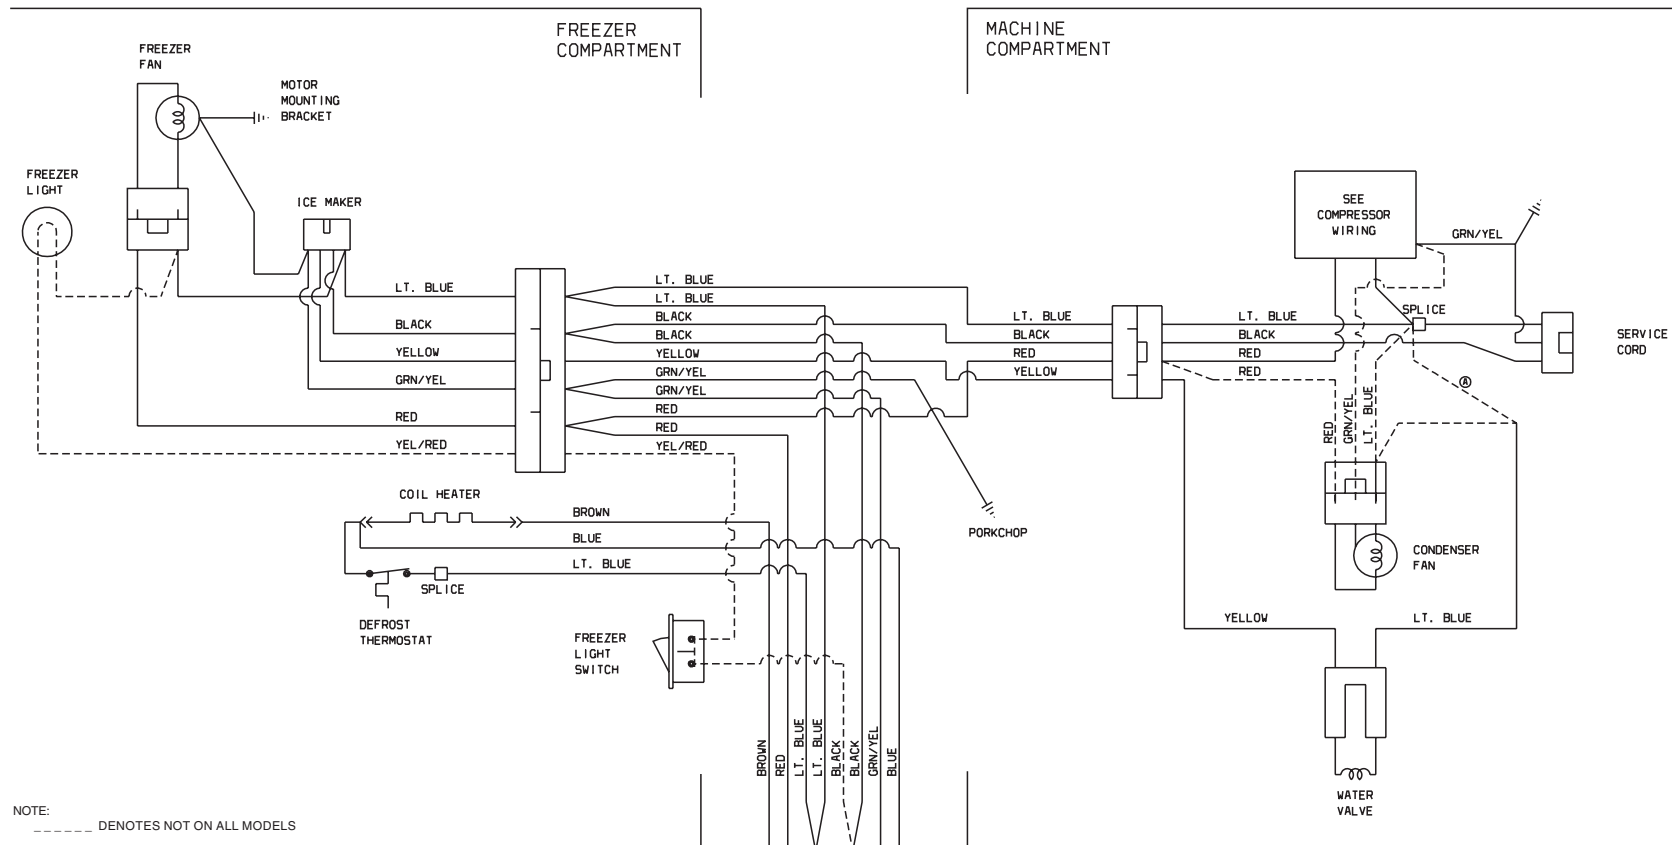 FREEZER
COMPARTMENT
MACHINE
COMPARTMENT
FREEZER
FAN
MOTOR
MOUNTING
BRACKET
FREEZER
LIGHT
ICE MAKER
SEE
COMPRESSOR
WIRING
GRN/YEL
LT. BLUE
BLACK
YELLOW
GRN/YEL
RED
YEL/RED
LT. BLUE
LT. BLUE
BLACK
BLACK
YELLOW
GRN/YEL
GRN/YEL
RED
RED
YEL/RED
LT. BLUE
BLACK
RED
YELLOW
LT. BLUE
BLACK
RED
RED
SPLICE
SERVICE
CORD
A
RED
GRN/YEL
LT. BLUE
COIL HEATER
BROWN
BLUE
LT. BLUE
SPLICE
DEFROST
THERMOSTAT
PORKCHOP
CONDENSER
FAN
FREEZER
LIGHT
SWITCH
YELLOW
LT. BLUE
BROWN
RED
LT. BLUE
LT. BLUE
BLACK
BLACK
GRN/YEL
BLUE
WATER
VALVE
NOTE:
______ DENOTES NOT ON ALL MODELS